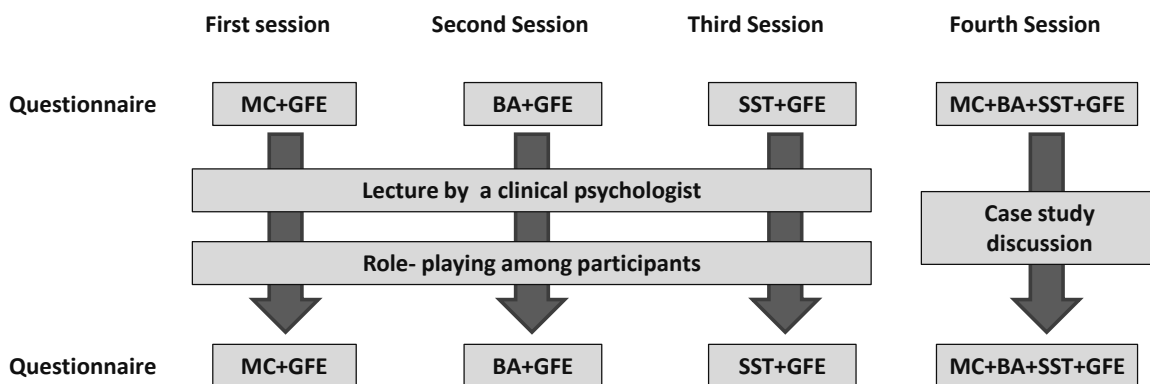 First session Second Session Third Session Fourth Session
Questionnaire MC+GFE BA+GFE SST+GFE MC+BA+SST+GFE
Lecture by a clinical psychologist
Case study
discussion
Role- playing among participants
Questionnaire MC+GFE BA+GFE SST+GFE MC+BA+SST+GFE